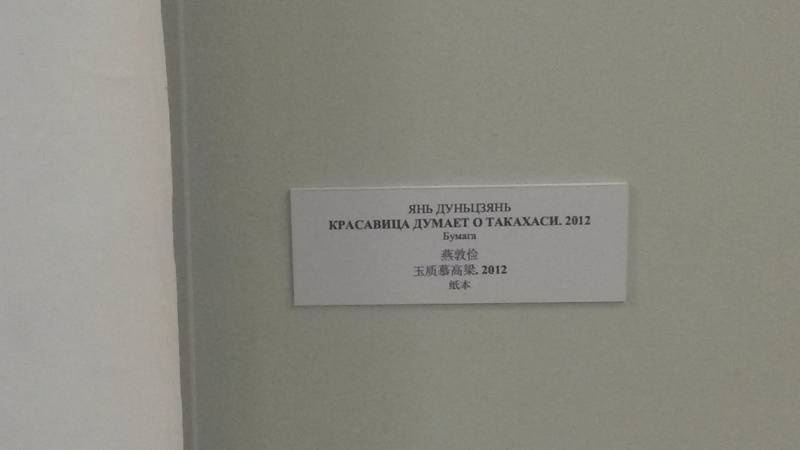 ЯНЬ ДУНЬЦЗЯНЬ
КРАСАВИЦА ДУМАЕТ О ТАКАХАСИ. 2012
Бумага
燕敦俭
玉质慕高梁. 2012
纸本